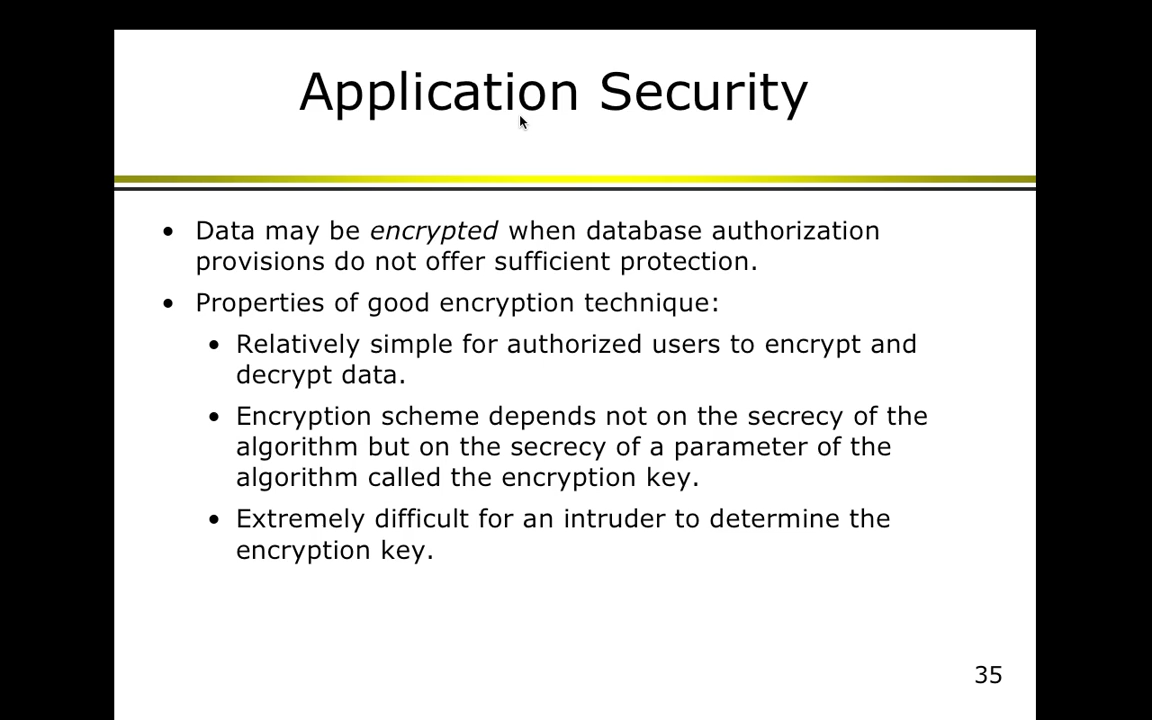 Application Security
• Data may be encrypted when database authorization
provisions do not offer sufficient protection.
• Properties of good encryption technique:
• Relatively simple for authorized users to encrypt and
decrypt data.
• Encryption scheme depends not on the secrecy of the
algorithm but on the secrecy of a parameter of the
algorithm called the encryption key.
• Extremely difficult for an intruder to determine the
encryption key.
35